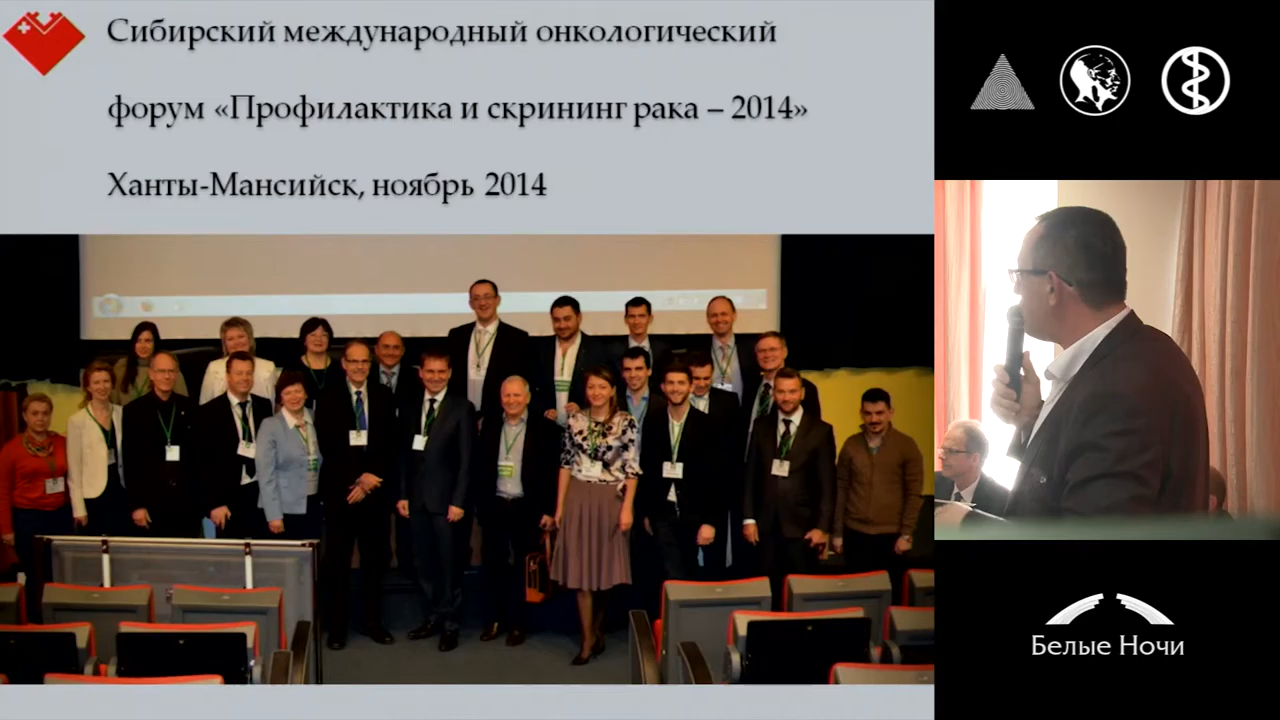 Сибирский международный онкологический
форум «Профилактика и скрининг рака – 2014»
Ханты-Мансийск, ноябрь 2014
Белые Ночи